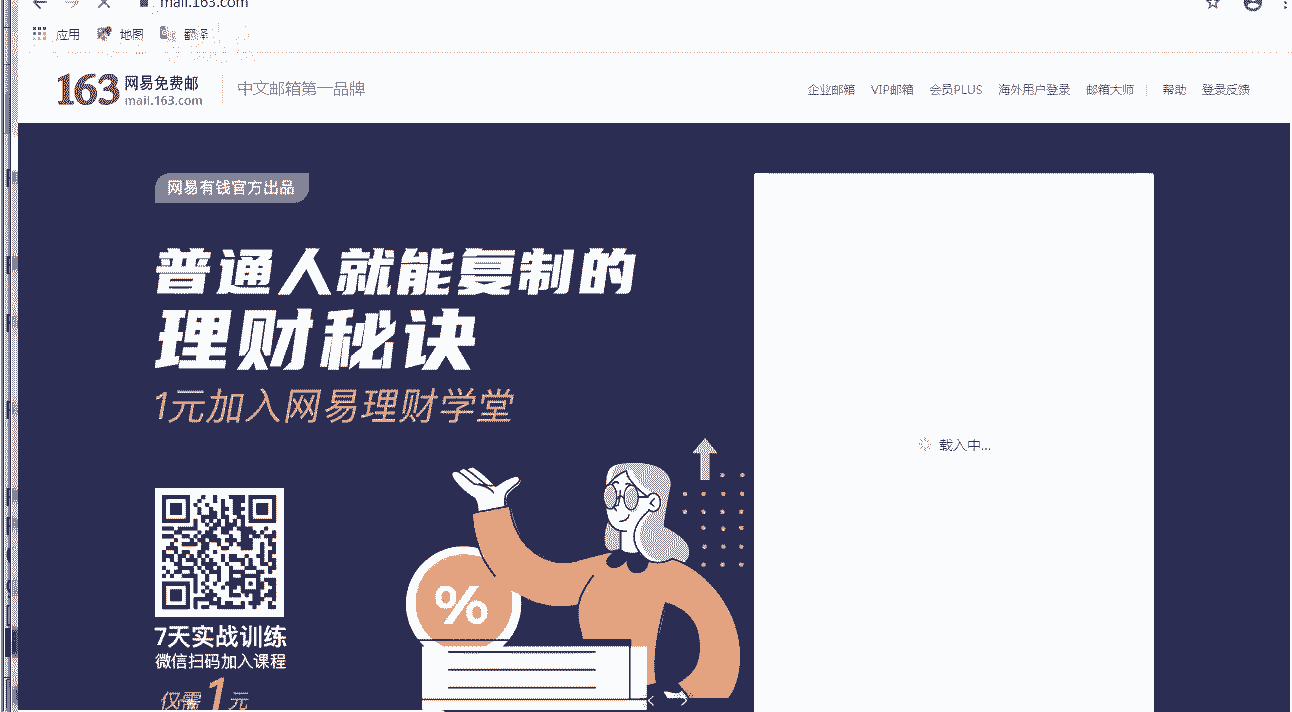 mail.163.com
应用 地图 翻译
163 网易免费邮 中文邮箱第一品牌 企业邮箱 VIP邮箱 会员PLUS 海外用户登录 邮箱大师 帮助 登录反馈
mail.163.com
网易有钱官方出品
普通人就能复制的
理财秘诀
1元加入网易理财学堂
载入中...
%
7天实战训练
微信扫码加入课程
仅需1元